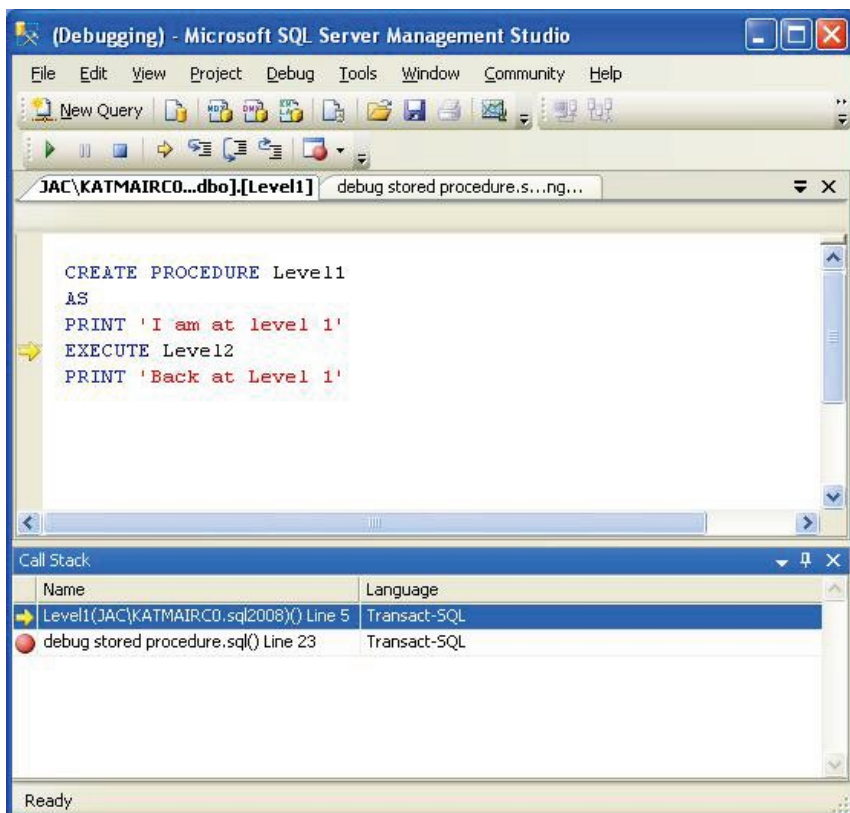 (Debugging) - Microsoft SQL Server Management Studio
File Edit View Project Debug Tools Window Community Help
New Query
JAC\KATMAIRC0...dbo].[Level1] debug stored procedure.s...ng...
CREATE PROCEDURE Level1
AS
PRINT 'I am at level 1'
EXECUTE Level2
PRINT 'Back at Level 1'
Call Stack
Name Language
Level1(JAC\KATMAIRC0.sql2008)() Line 5 Transact-SQL
debug stored procedure.sql() Line 23 Transact-SQL
Ready